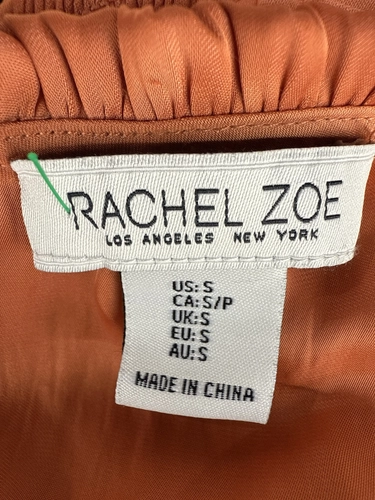 RACHEL ZOE
LOS ANGELES NEW YORK
US: S
CA: S/P
UK: S
EU: S
AU: S
MADE IN CHINA